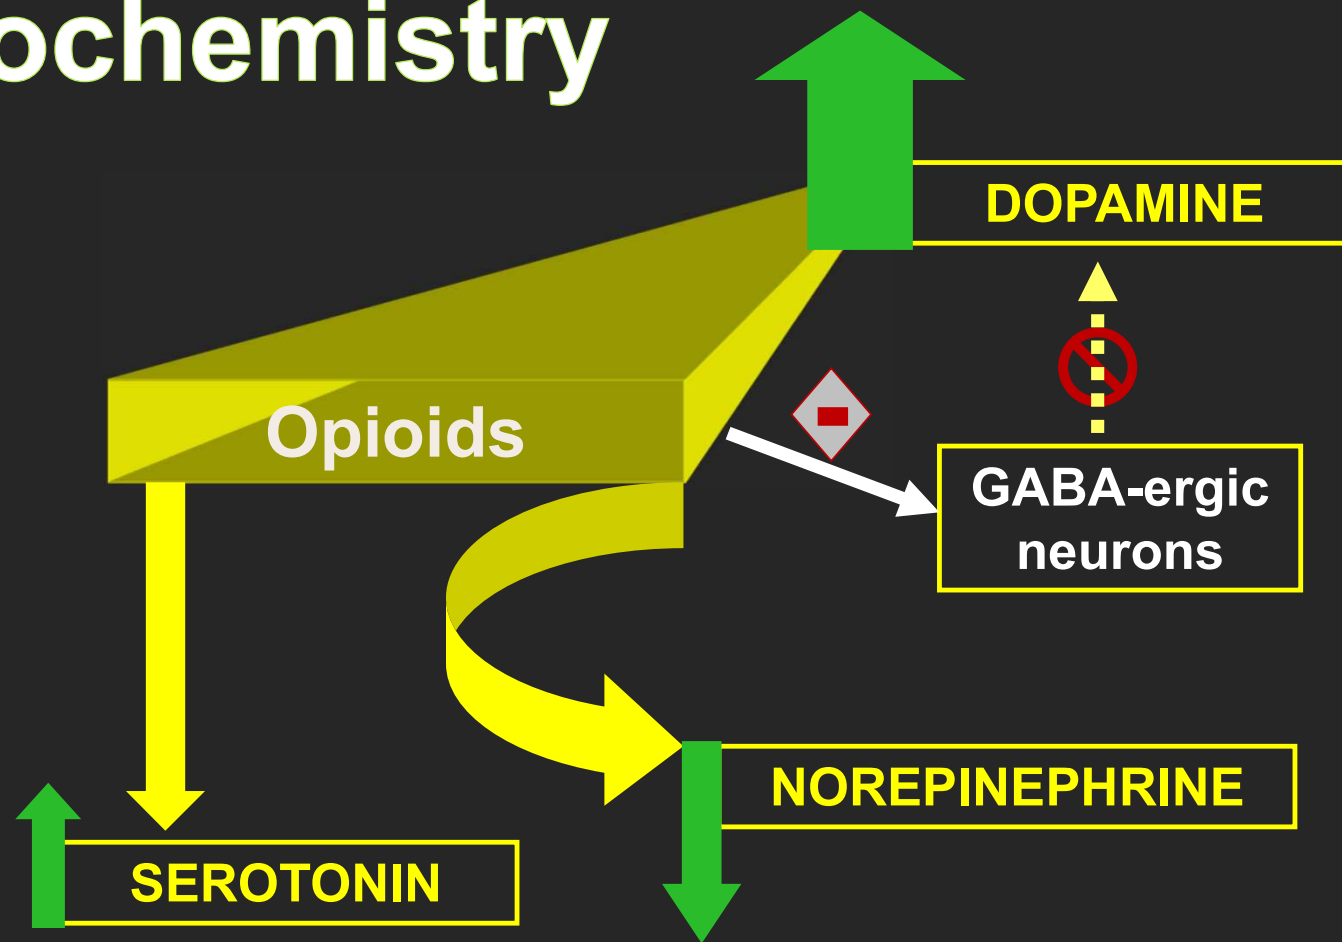 ochemistry
DOPAMINE
Opioids
GABA-ergic
neurons
NOREPINEPHRINE
SEROTONIN